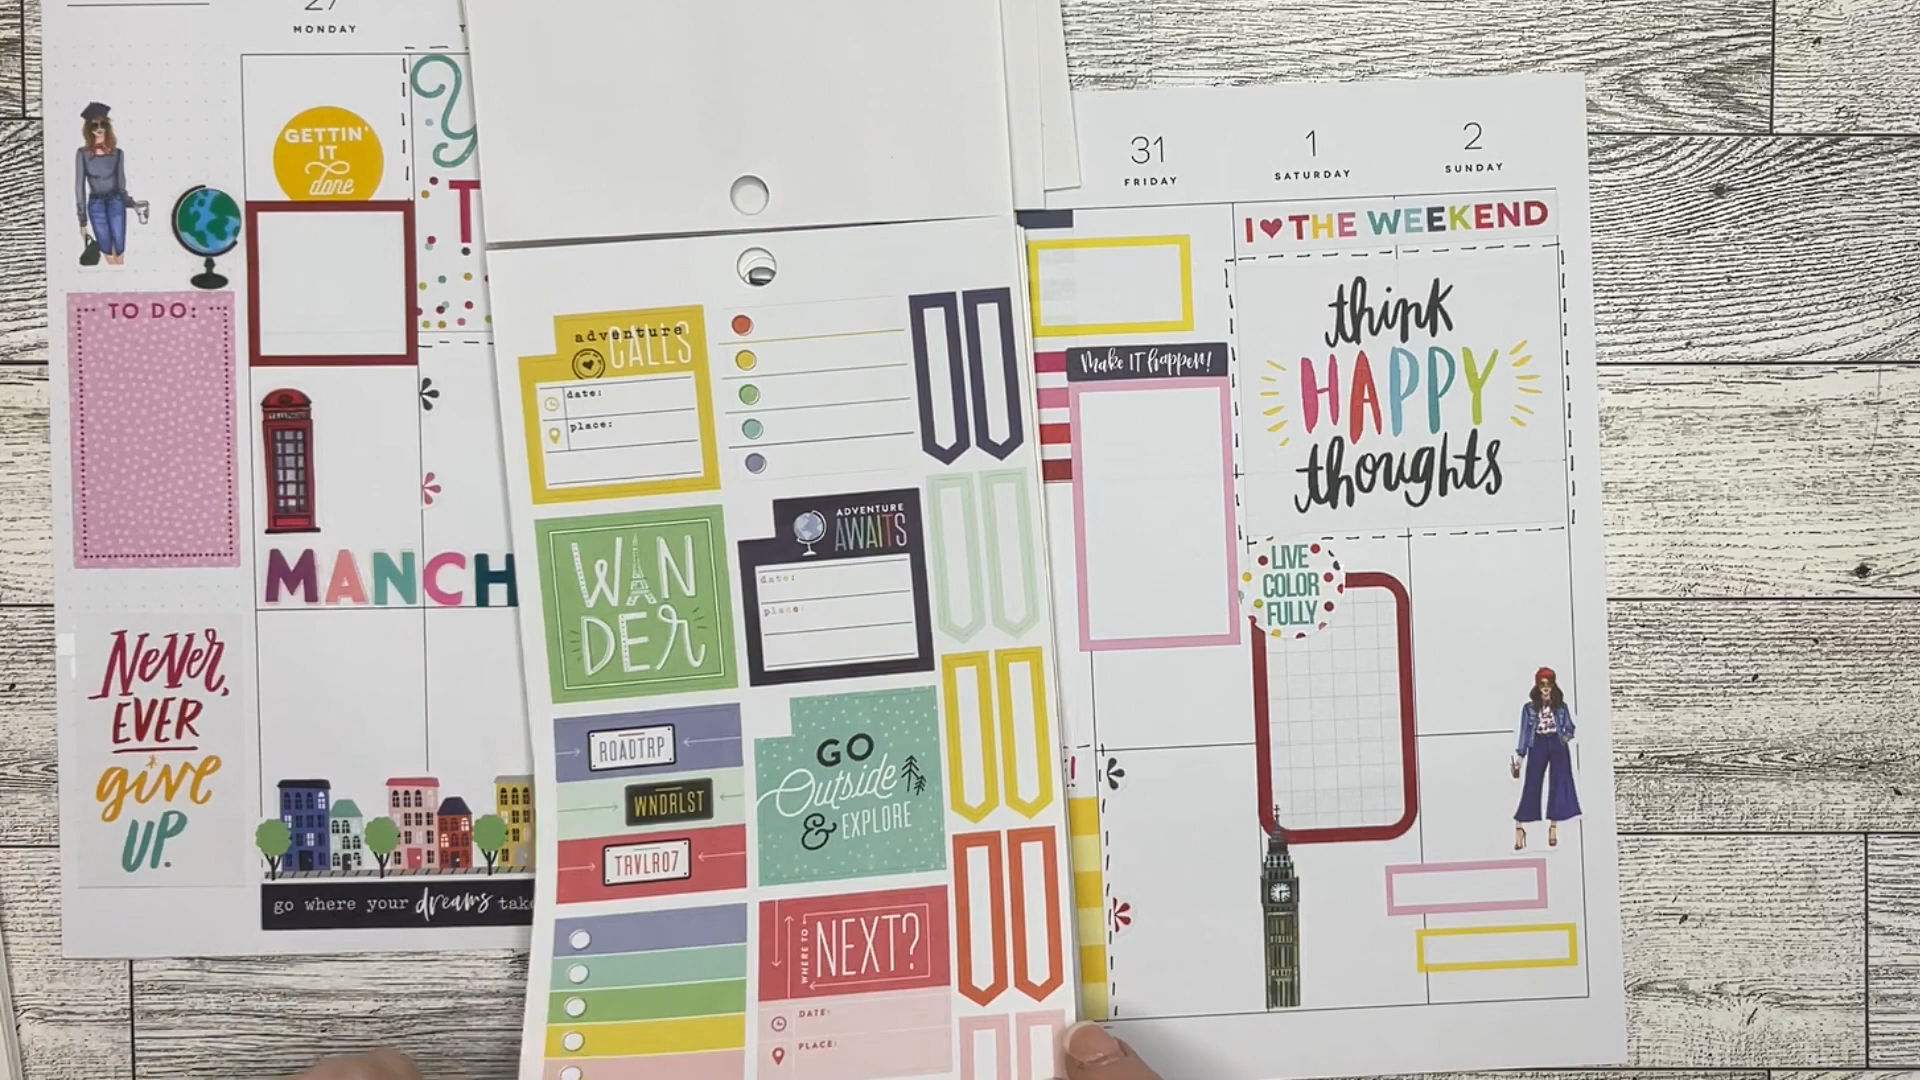 MONDAY
GETTIN'
IT
done
TO DO:
MANCH
Never,
EVER
give
UP.
go where your dreams take
adventure
CALLS
date:
place:
WAN
DER
ADVENTURE
AWAITS
date:
place:
ROADTRP
WNDRLST
TRVLR07
GO
Outside
& EXPLORE
WHERE TO
NEXT?
DATE:
PLACE:
31
FRIDAY
1
SATURDAY
2
SUNDAY
I ♥ THE WEEKEND
Make IT happen!
think
HAPPY
thoughts
LIVE
COLOR
FULLY